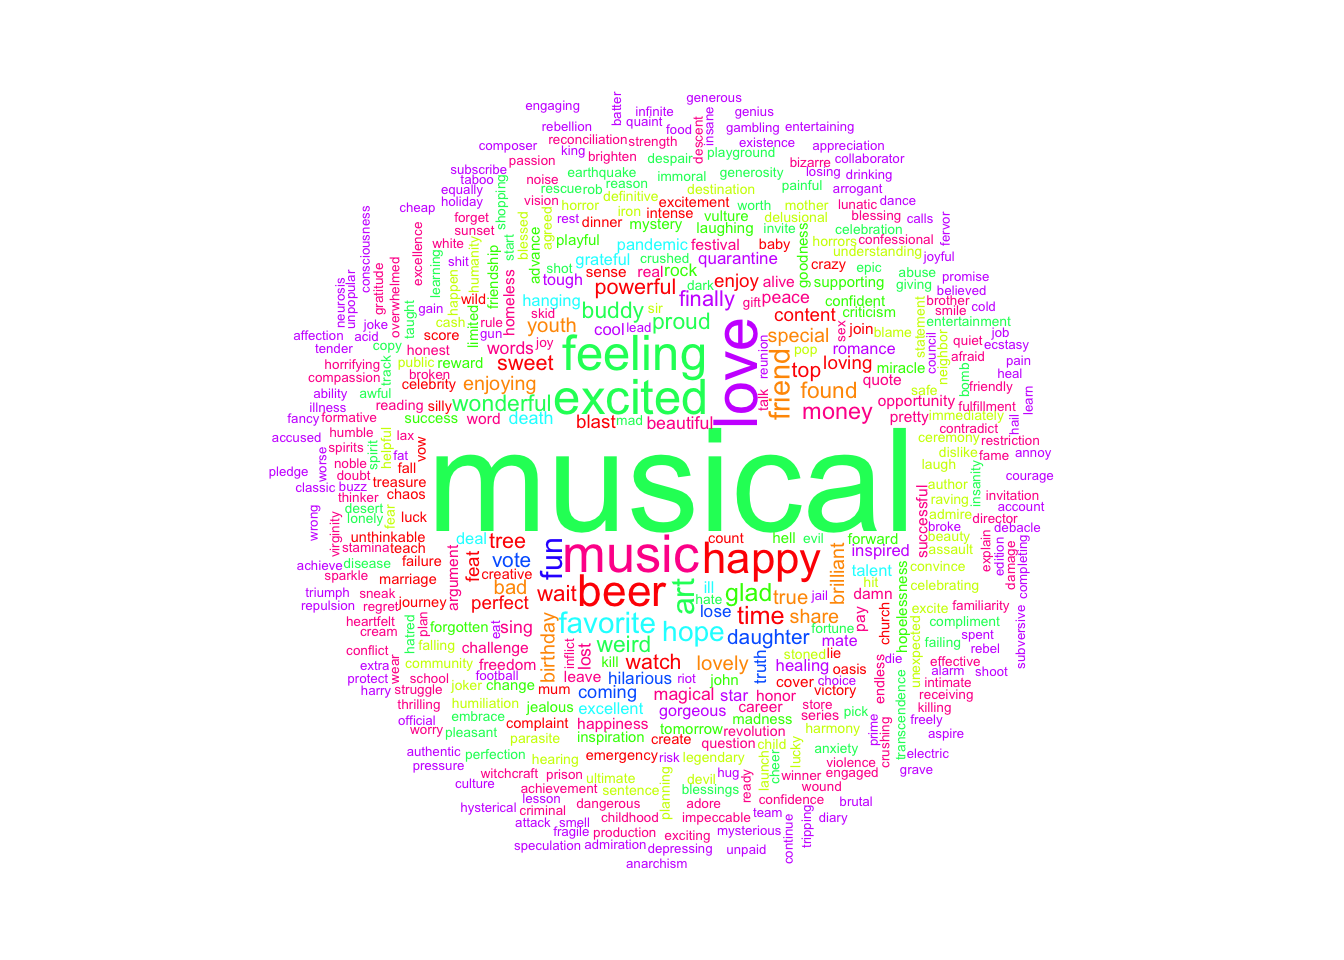 generous
engaging
batter
infinite
genius
rebellion
quaint
food
insane
gambling
entertaining
composer
reconciliation
strength
descent
existence
appreciation
king
passion
brighten
despair
playground
bizarre
collaborator
subscribe
taboo
noise
earthquake
immoral
generosity
losing
drinking
equally
holiday
shopping
vision
rescue
rob
reason
destination
painful
arrogant
cheap
forget
sunset
blessed
agreed
horror
definitive
excitement
worth
mother
lunatic
dance
rest
iron
intense
vulture
delusional
blessing
calls
fervor
consciousness
excellence
white
start
dinner
mystery
laughing
invite
celebration
playful
pandemic
festival
baby
horrors
confessional
shit
humanity
friendship
advance
grateful
crushed
quarantine
goodness
understanding
joyful
neurosis
unpopular
gratitude
overwhelmed
learning
happen
shot
tough
sense
real
rock
crazy
epic
abuse
giving
promise
believed
wild
homeless
hanging
powerful
dark
enjoy
alive
supporting
gain
cash
limited
skid
buddy
sir
finally
gift
peace
confident
brother
cold
smile
joke
acid
taught
rule
gun
youth
cool
lead
proud
content
criticism
statement
entertainment
affection
tender
copy
score
honest
words
joy
feeling
love
reunion
special
sex
join
blame
council
neighbor
quiet
job
ecstasy
horrifying
compassion
track
public
reward
sweet
pop
romance
afraid
pain
heal
ability
awful
broken
celebrity
enjoying
excited
talk
friend
top
loving
miracle
safe
bomb
friendly
learn
illness
reading
silly
wonderful
found
quote
opportunity
fulfillment
fancy
formative
success
word
death
blast
mad
beautiful
money
pretty
immediately
hail
accused
humble
lax
vow
contradict
restriction
spirits
spirit
helpful
fat
musical
ceremony
dislike
fame
annoy
worse
noble
fall
laugh
pledge
doubt
treasure
author
insanity
courage
classic
buzz
thinker
chaos
raving
invitation
account
desert
fear
lonely
luck
successful
admire
director
wrong
virginity
unthinkable
deal
tree
count
hell
evil
forward
broke
beauty
debacle
stamina
teach
feat
vote
fun
music
happy
inspired
assault
explain
edition
damage
completing
achieve
disease
failure
creative
ill
brilliant
talent
convince
sparkle
marriage
argument
bad
wait
beer
art
hate
glad
true
jail
hit
damn
hopelessness
celebrating
triumph
sneak
journey
perfect
lose
time
share
excite
familiarity
repulsion
regret
plan
eat
sing
favorite
hope
daughter
fortune
pay
church
compliment
heartfelt
cream
hatred
forgotten
birthday
weird
mate
spent
conflict
falling
challenge
inflict
lost
stoned
lie
failing
rebel
subversive
extra
wear
community
freedom
kill
watch
lovely
truth
healing
oasis
die
unexpected
effective
protect
school
football
leave
hilarious
riot
john
cover
choice
endless
alarm
shoot
harry
struggle
joker
change
mum
coming
magical
star
honor
victory
transcendence
intimate
receiving
thrilling
humiliation
jealous
excellent
gorgeous
career
store
killing
official
embrace
complaint
happiness
madness
series
pick
prime
freely
worry
pleasant
inspiration
tomorrow
revolution
harmony
aspire
parasite
create
question
child
lucky
anxiety
crushing
authentic
perfection
hearing
emergency
risk
legendary
launch
cheer
violence
electric
pressure
witchcraft
prison
ultimate
planning
devil
hug
ready
winner
engaged
grave
culture
achievement
sentence
blessings
wound
lesson
hysterical
criminal
dangerous
adore
confidence
brutal
attack
smell
childhood
impeccable
team
continue
tripping
diary
fragile
production
exciting
mysterious
speculation
admiration
depressing
unpaid
anarchism